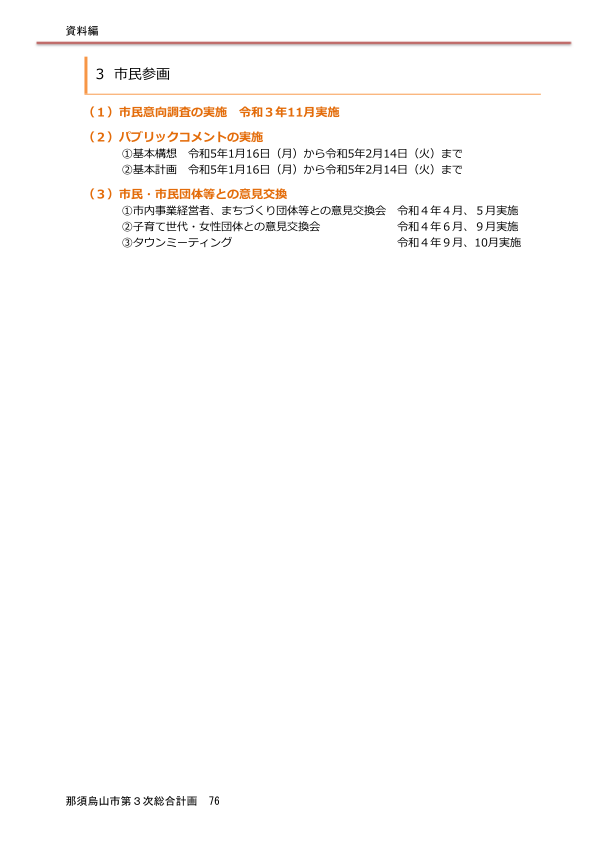 資料編
3 市民参画
（１）市民意向調査の実施　令和３年11月実施
（２）パブリックコメントの実施
①基本構想　令和5年1月16日（月）から令和5年2月14日（火）まで
②基本計画　令和5年1月16日（月）から令和5年2月14日（火）まで
（３）市民・市民団体等との意見交換
①市内事業経営者、まちづくり団体等との意見交換会　令和４年４月、５月実施
②子育て世代・女性団体との意見交換会　令和４年６月、９月実施
③タウンミーティング　令和４年９月、10月実施
那須烏山市第３次総合計画　76